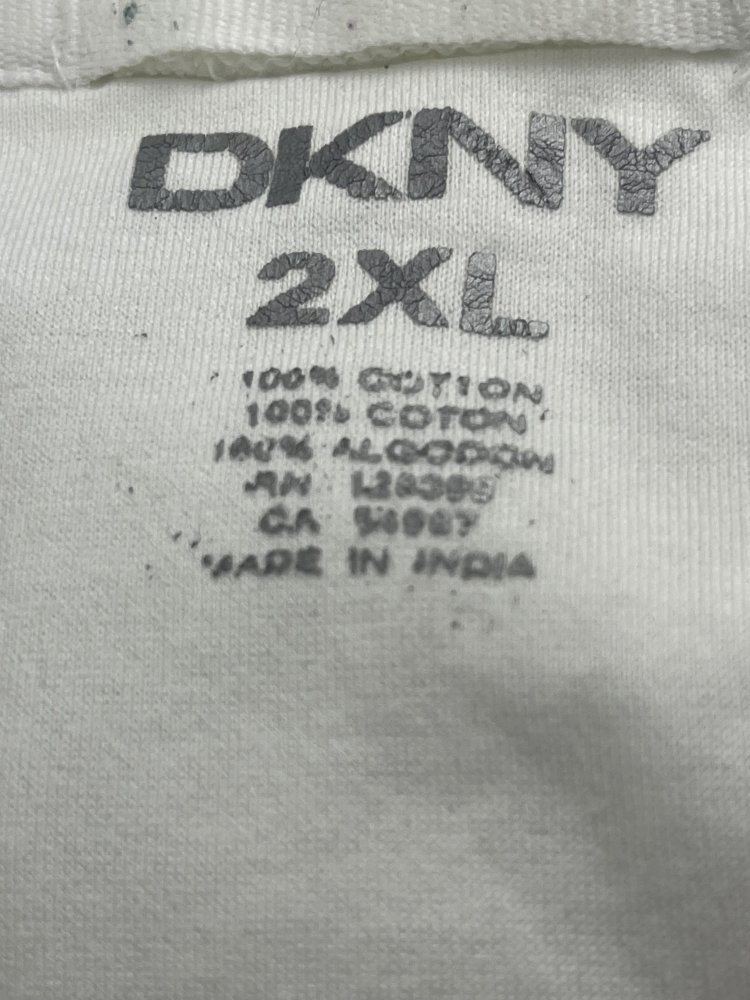 DKNY
2XL
100% COTTON
100% COTON
100% ALGODON
RN
CA
MADE IN INDIA